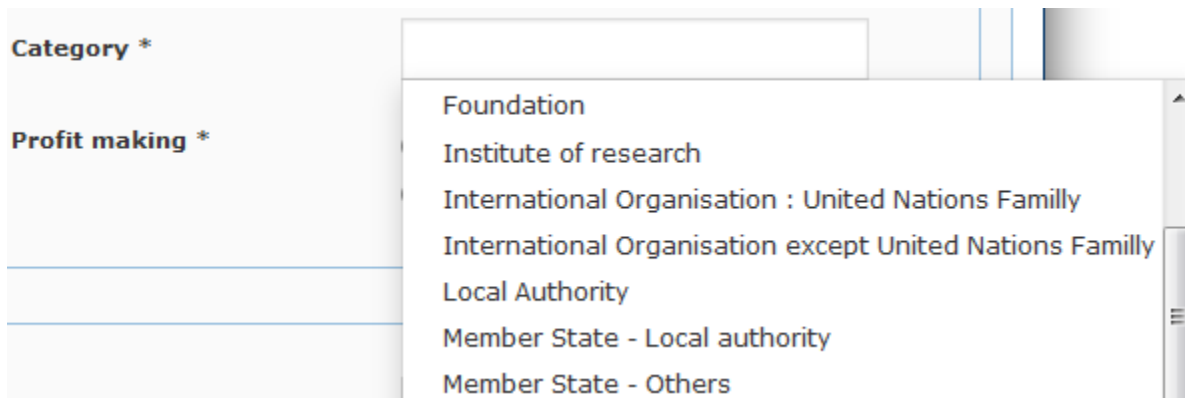 Category *
Foundation
Profit making *
Institute of research
International Organisation : United Nations Familly
International Organisation except United Nations Familly
Local Authority
Member State - Local authority
Member State - Others